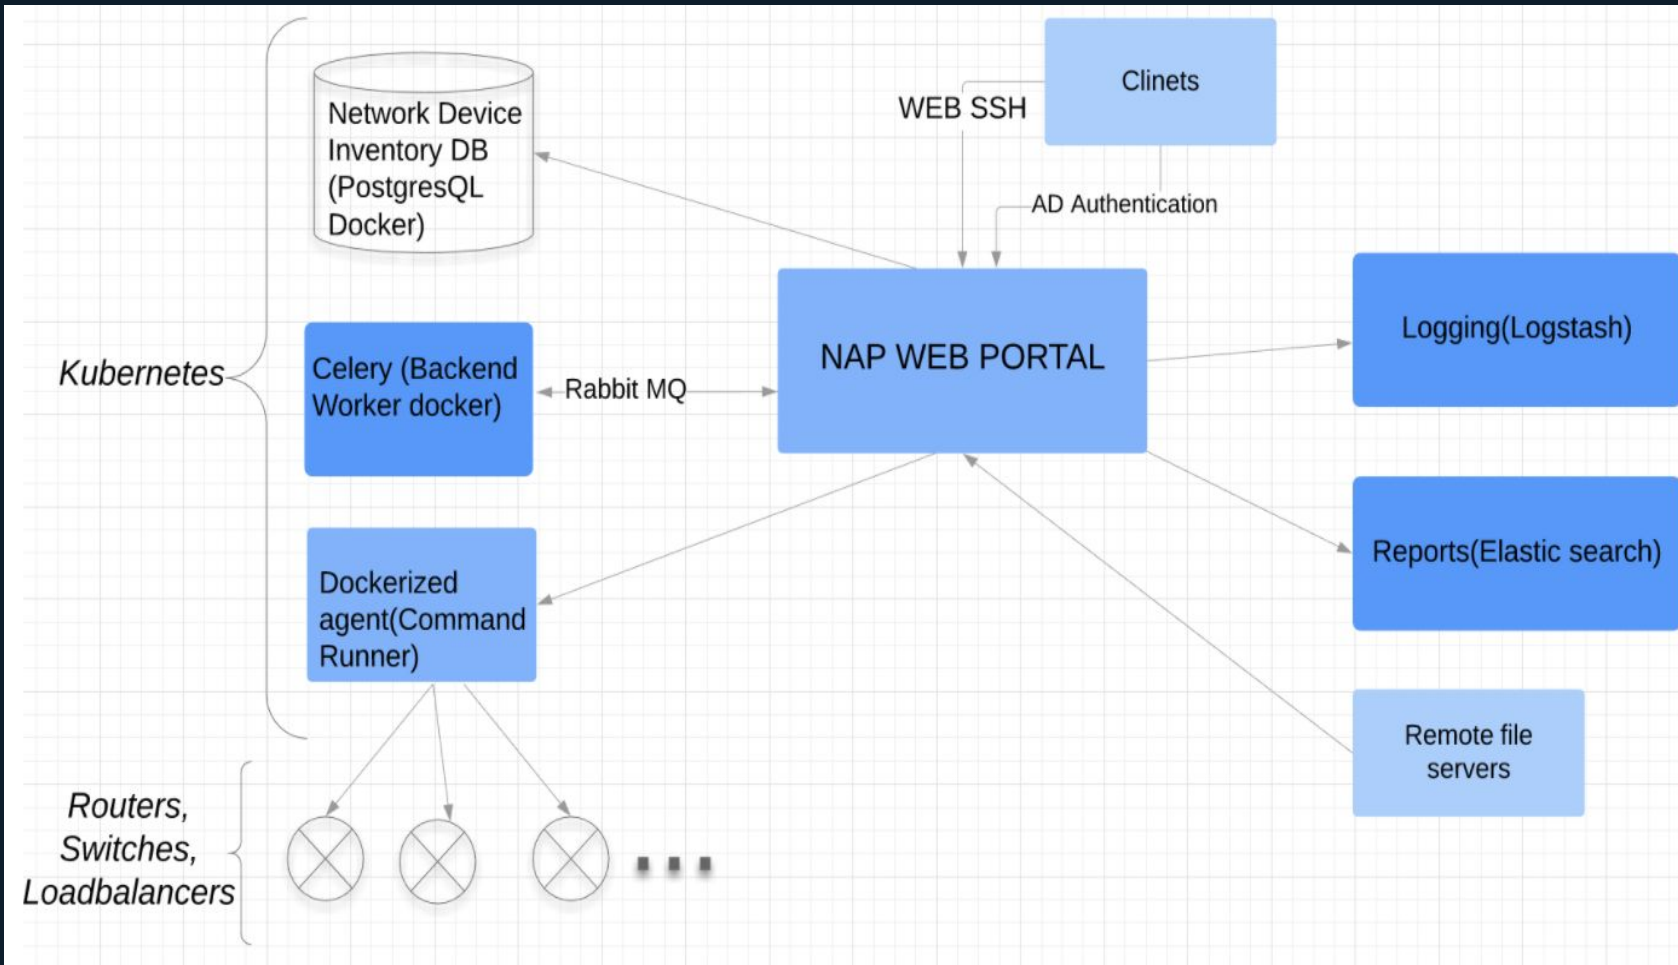 Clinets
WEB SSH
AD Authentication
Network Device
Inventory DB
(PostgresQL
Docker)
Kubernetes
Celery (Backend
Worker docker)
Rabbit MQ
NAP WEB PORTAL
Logging(Logstash)
Reports(Elastic search)
Dockerized
agent(Command
Runner)
Remote file
servers
Routers,
Switches,
Loadbalancers